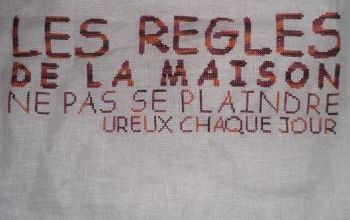 LES REGLES
DE LA MAISON
NE PAS SE PLAINDRE
UREUX CHAQUE JOUR